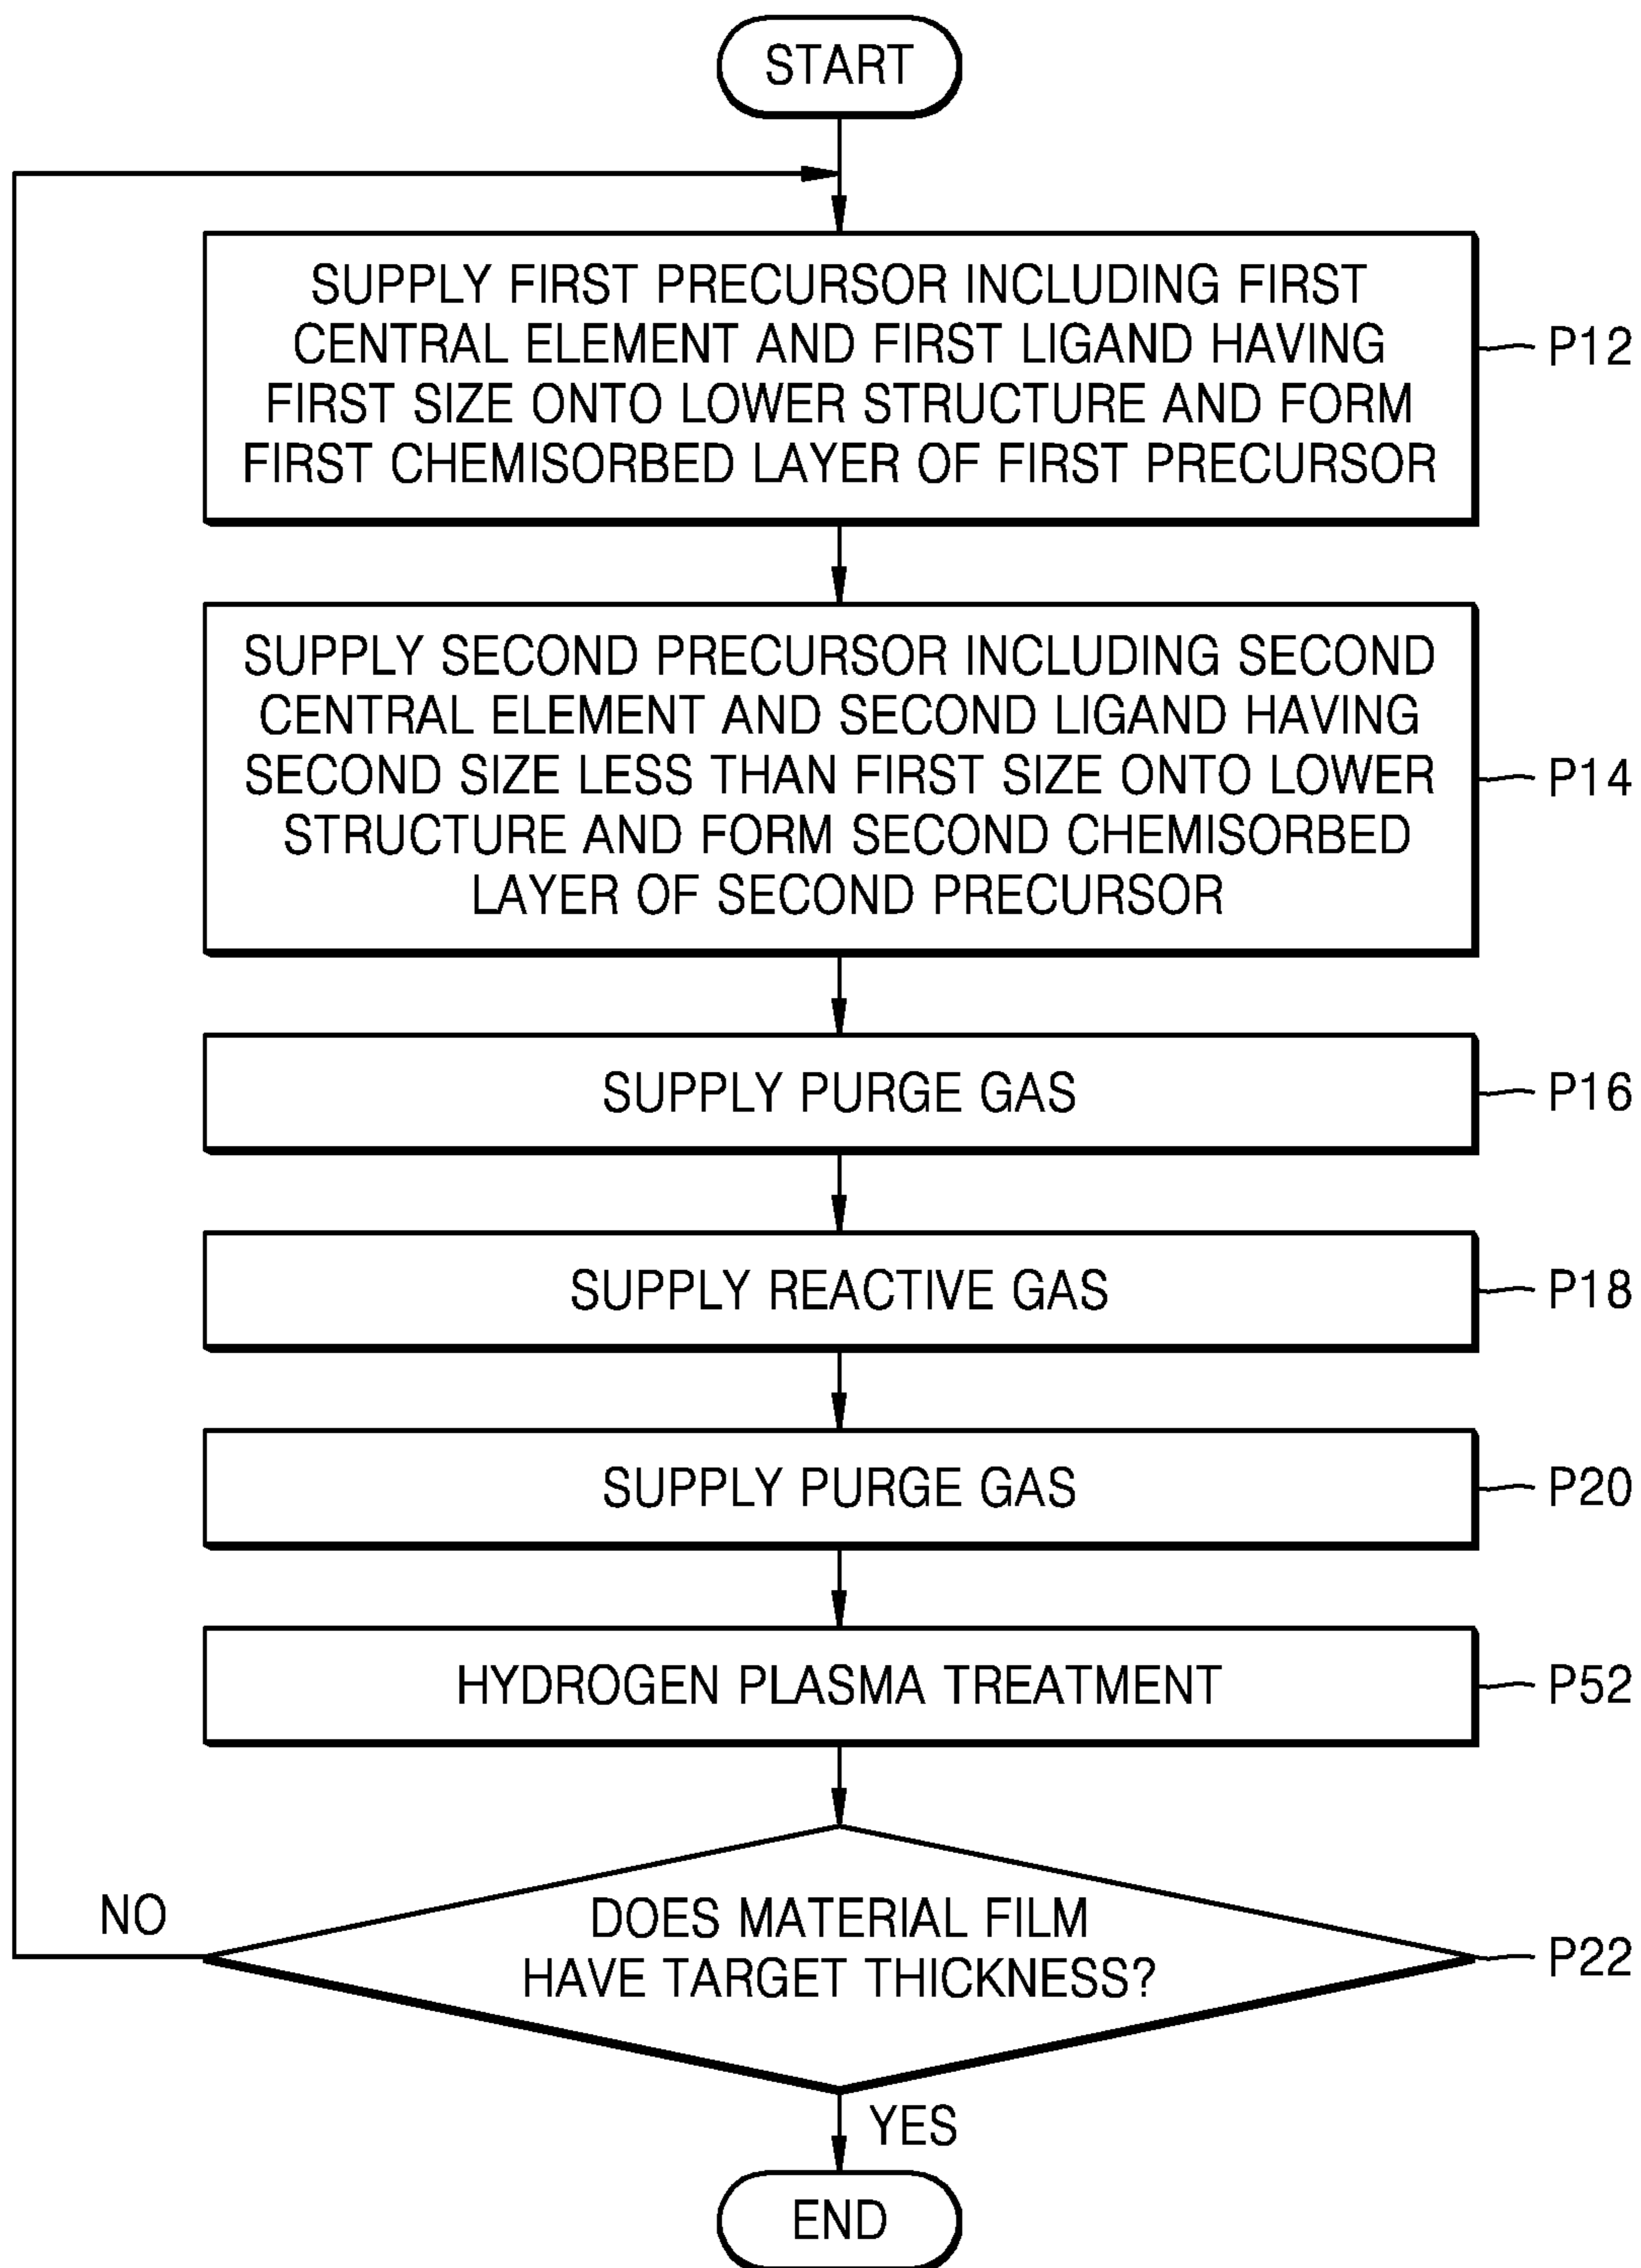 START
SUPPLY FIRST PRECURSOR INCLUDING FIRST
CENTRAL ELEMENT AND FIRST LIGAND HAVING
FIRST SIZE ONTO LOWER STRUCTURE AND FORM
FIRST CHEMISORBED LAYER OF FIRST PRECURSOR
P12
SUPPLY SECOND PRECURSOR INCLUDING SECOND
CENTRAL ELEMENT AND SECOND LIGAND HAVING
SECOND SIZE LESS THAN FIRST SIZE ONTO LOWER
STRUCTURE AND FORM SECOND CHEMISORBED
LAYER OF SECOND PRECURSOR
P14
SUPPLY PURGE GAS
P16
SUPPLY REACTIVE GAS
P18
SUPPLY PURGE GAS
P20
HYDROGEN PLASMA TREATMENT
P52
NO
DOES MATERIAL FILM
HAVE TARGET THICKNESS?
P22
YES
END